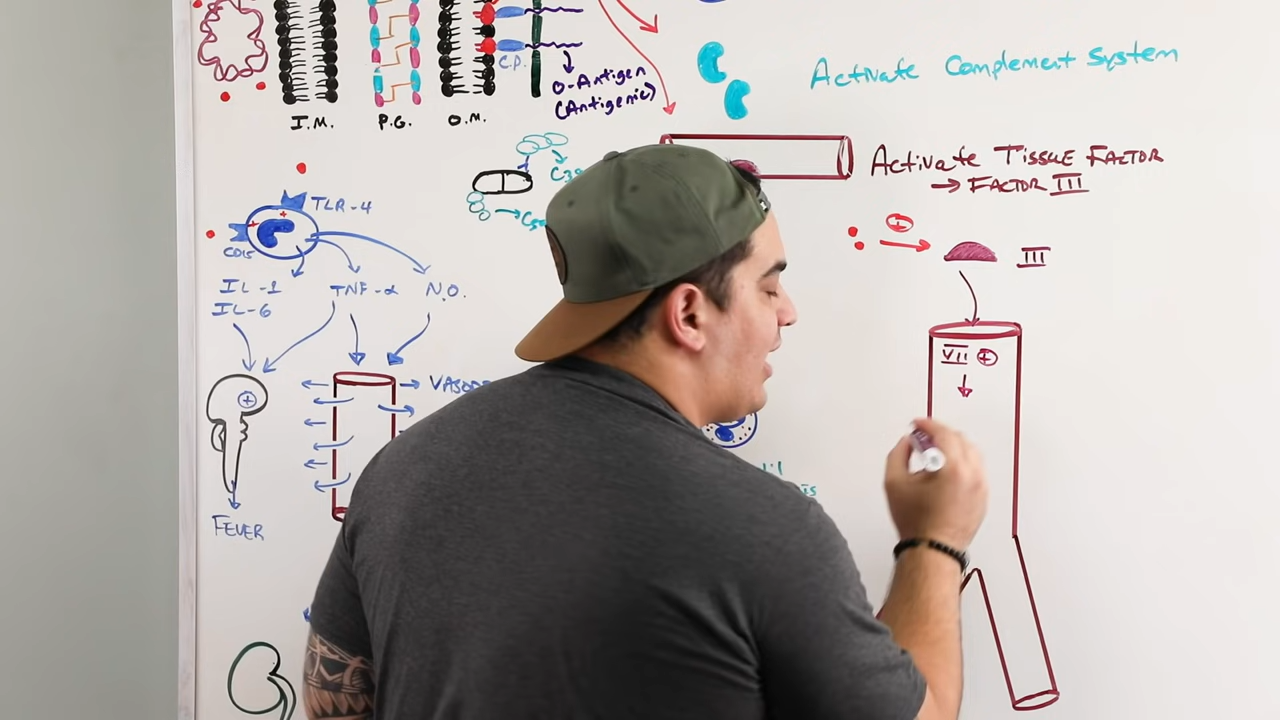 I.M.
P.G.
O.M.
C.P.
O-Antigen
(Antigenic)
Activate Complement System
Activate Tissue Factor
→ Factor III
TLR-4
IL-1
IL-6
TNF-α
N.O.
+
III
VII +
+
Fever